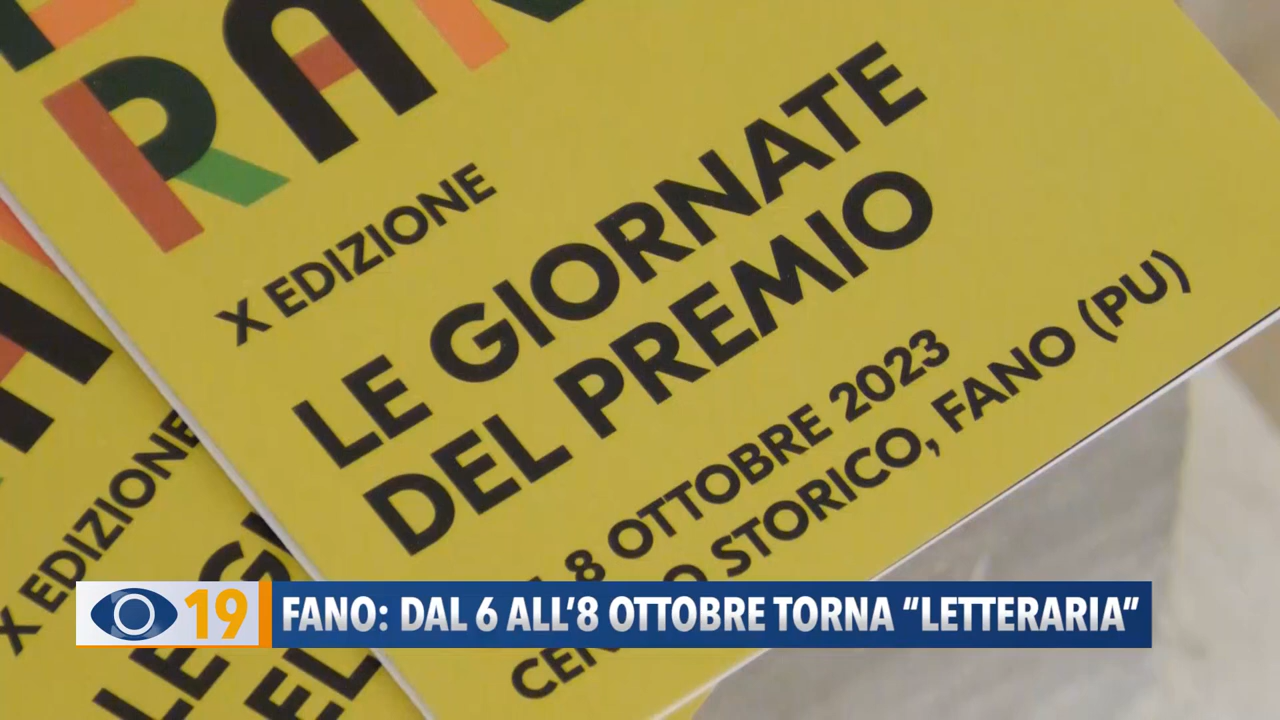 X EDIZIONE
LE GIORNATE
DEL PREMIO
8 OTTOBRE 2023
STORICO, FANO (PU)
X EDIZIONE
19
FANO: DAL 6 ALL'8 OTTOBRE TORNA “LETTERARIA”